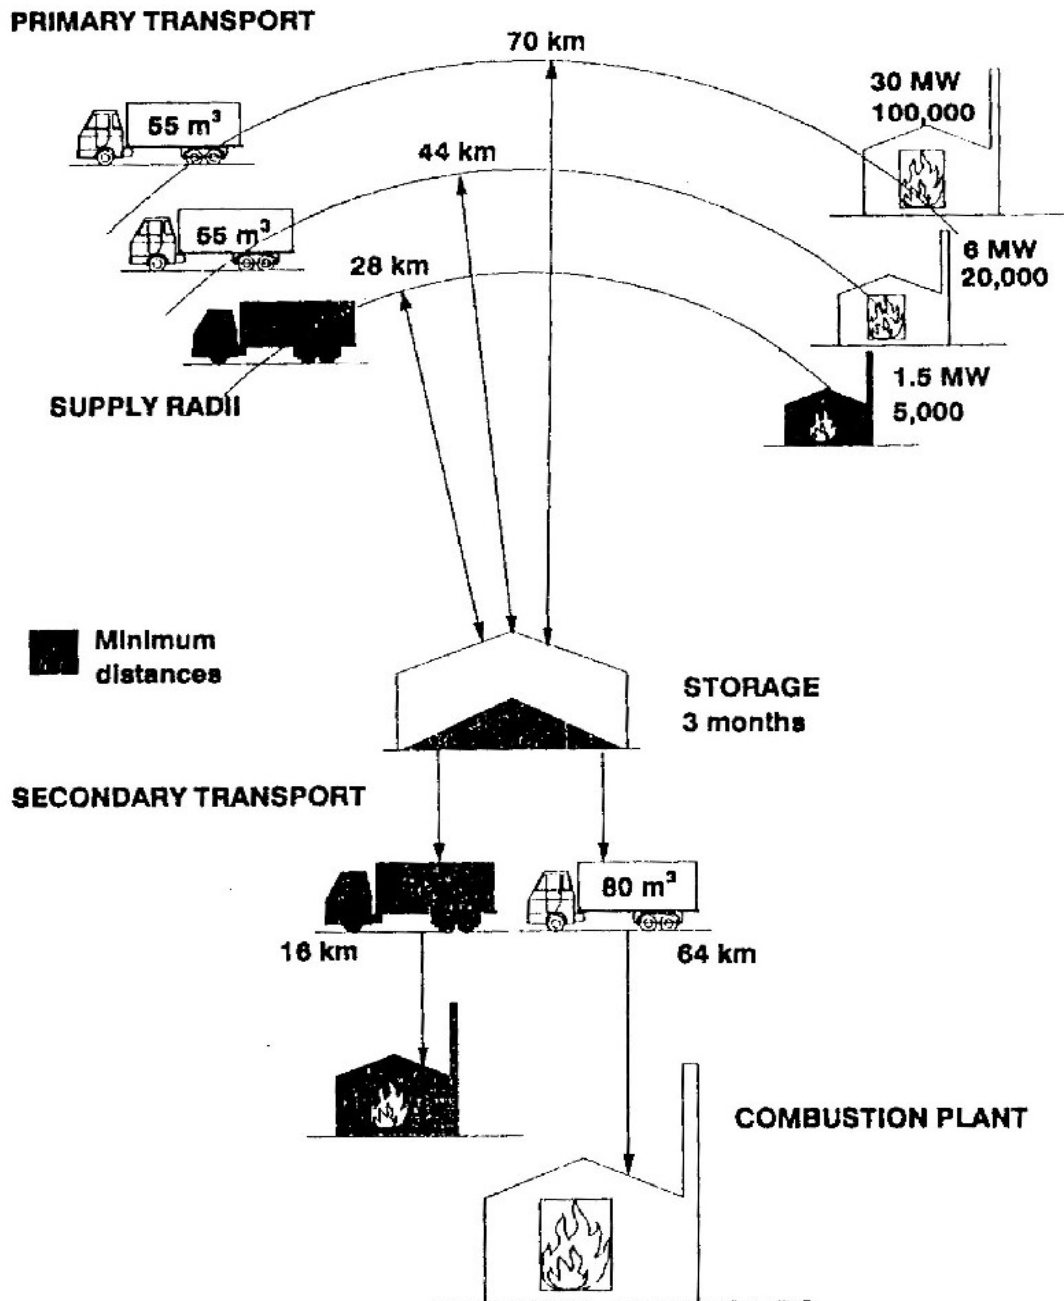 PRIMARY TRANSPORT
70 km
55 m³
30 MW
100,000
44 km
55 m³
6 MW
20,000
28 km
1.5 MW
5,000
SUPPLY RADII
Minimum
distances
STORAGE
3 months
SECONDARY TRANSPORT
80 m³
16 km
64 km
COMBUSTION PLANT